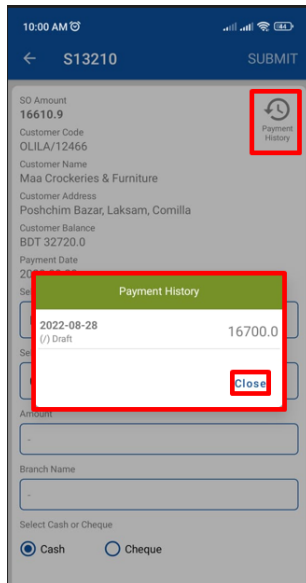 10:00 AM
44
S13210
SUBMIT
SO Amount
16610.9
Payment
History
Customer Code
OLILA/12466
Customer Name
Maa Crockeries & Furniture
Customer Address
Poshchim Bazar, Laksam, Comilla
Customer Balance
BDT 32720.0
Payment Date
Payment History
2022-08-28
(/) Draft
16700.0
Close
Amount
-
Branch Name
-
Select Cash or Cheque
Cash
Cheque